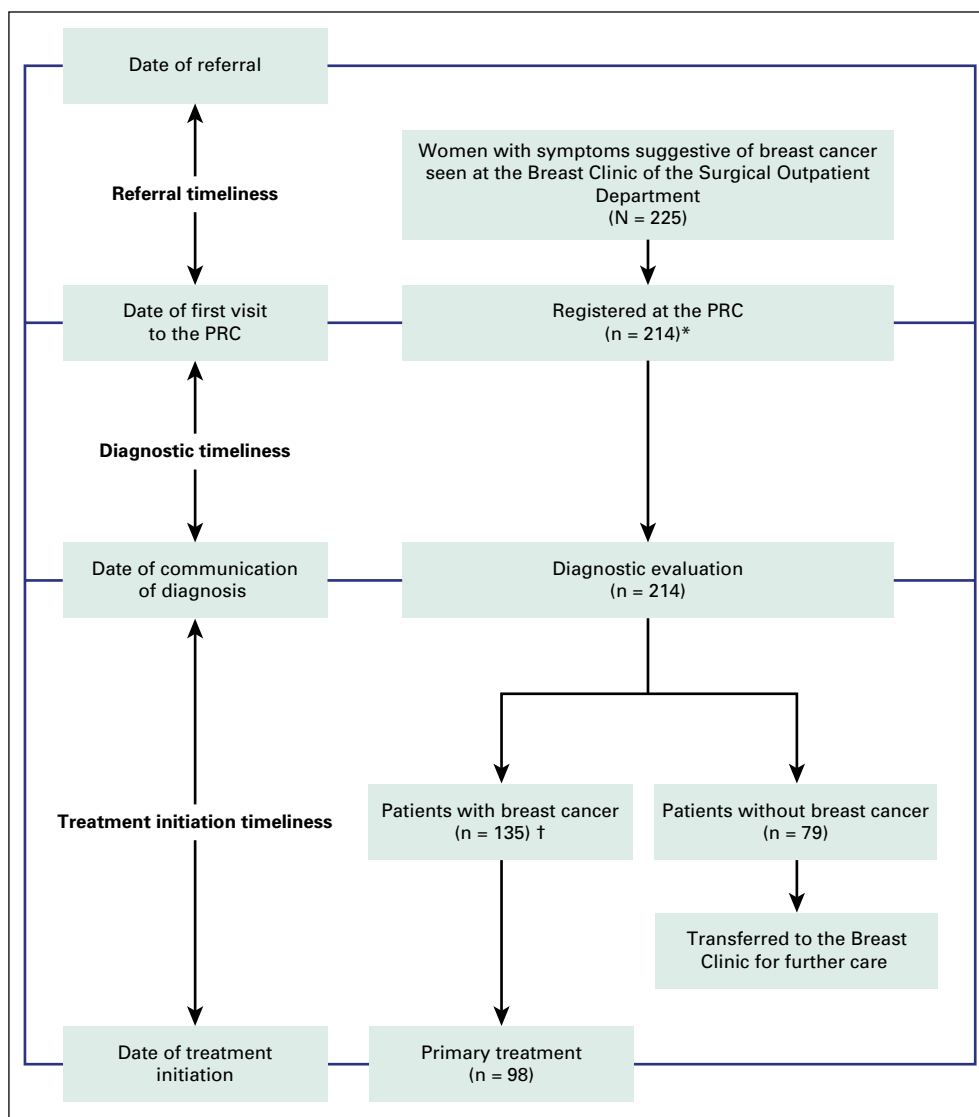 Date of referral
Referral timeliness
Women with symptoms suggestive of breast cancer
seen at the Breast Clinic of the Surgical Outpatient
Department
(N = 225)
Date of first visit
to the PRC
Registered at the PRC
(n = 214)*
Diagnostic timeliness
Date of communication
of diagnosis
Diagnostic evaluation
(n = 214)
Treatment initiation timeliness
Patients with breast cancer
(n = 135) †
Patients without breast cancer
(n = 79)
Transferred to the Breast
Clinic for further care
Date of treatment
initiation
Primary treatment
(n = 98)